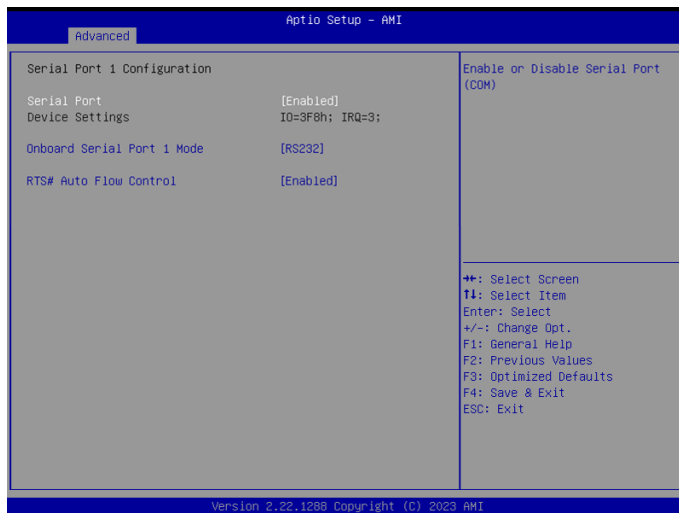 Aptio Setup – AMI
Advanced
Serial Port 1 Configuration
Serial Port [Enabled]
Device Settings IO=3F8h; IRQ=3;
Onboard Serial Port 1 Mode [RS232]
RTS# Auto Flow Control [Enabled]
Enable or Disable Serial Port
(COM)
→←: Select Screen
↑↓: Select Item
Enter: Select
+/-: Change Opt.
F1: General Help
F2: Previous Values
F3: Optimized Defaults
F4: Save & Exit
ESC: Exit
Version 2.22.1288 Copyright (C) 2023 AMI